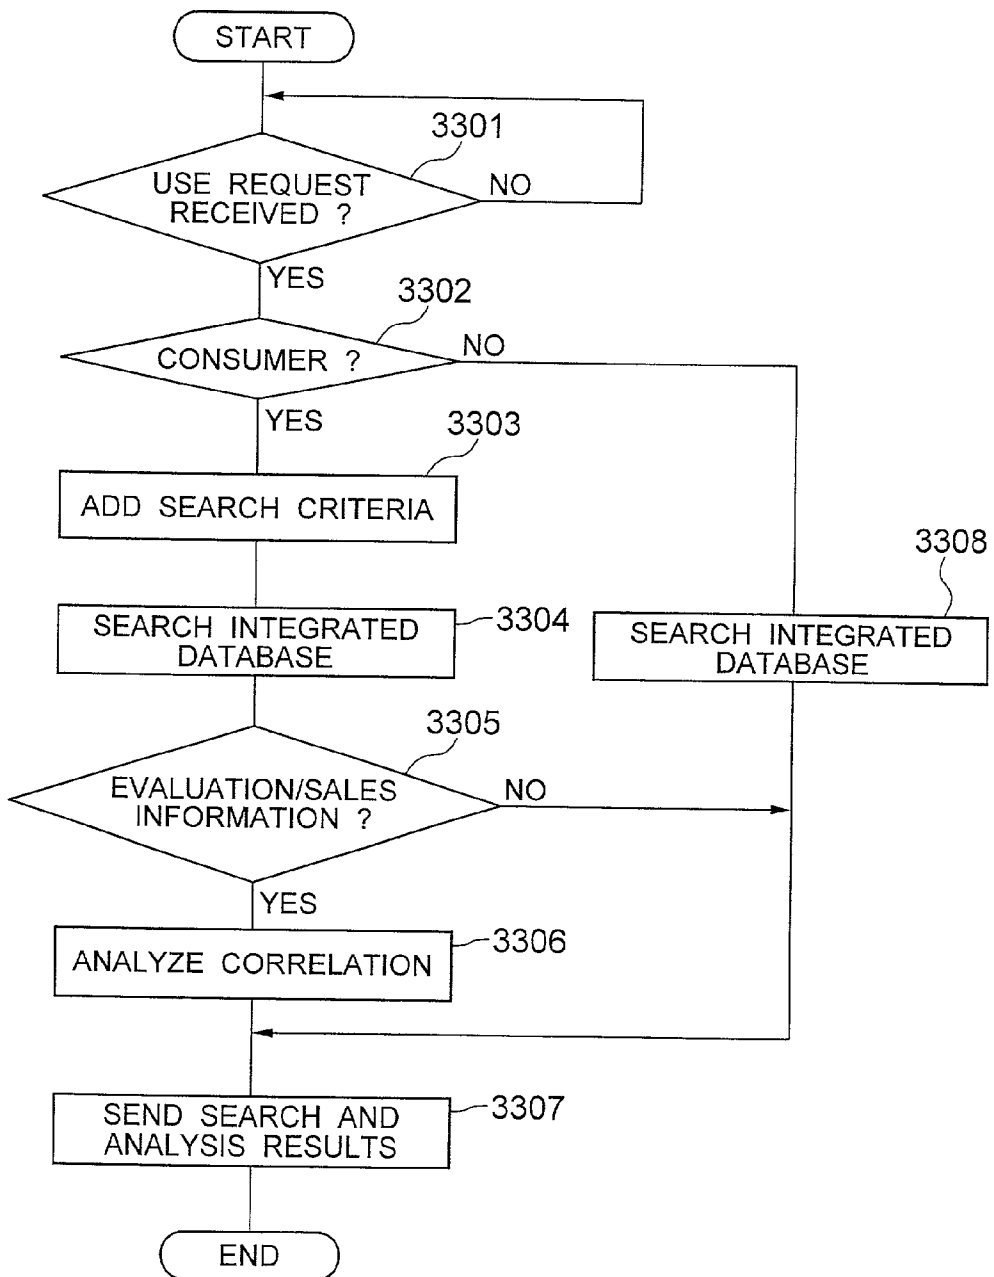 START
3301
USE REQUEST
RECEIVED ?
NO
YES
3302
CONSUMER ?
NO
YES
3303
ADD SEARCH CRITERIA
3308
SEARCH INTEGRATED
DATABASE
3304
SEARCH INTEGRATED
DATABASE
3305
EVALUATION/SALES
INFORMATION ?
NO
YES
3306
ANALYZE CORRELATION
3307
SEND SEARCH AND
ANALYSIS RESULTS
END